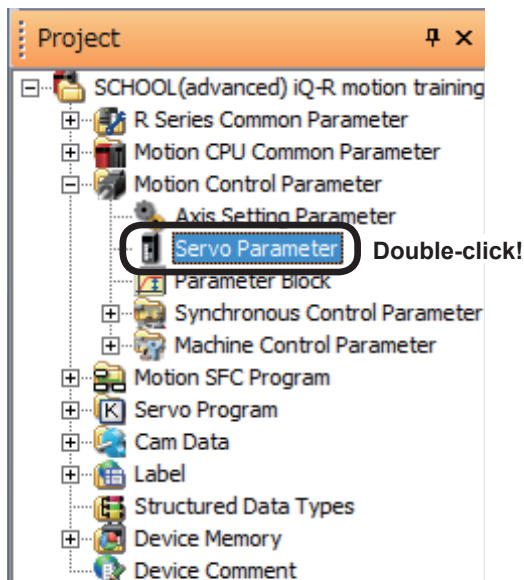 Project
SCHOOL(advanced) iQ-R motion training
R Series Common Parameter
Motion CPU Common Parameter
Motion Control Parameter
Axis Setting Parameter
Servo Parameter Double-click!
Parameter Block
Synchronous Control Parameter
Machine Control Parameter
Motion SFC Program
Servo Program
Cam Data
Label
Structured Data Types
Device Memory
Device Comment